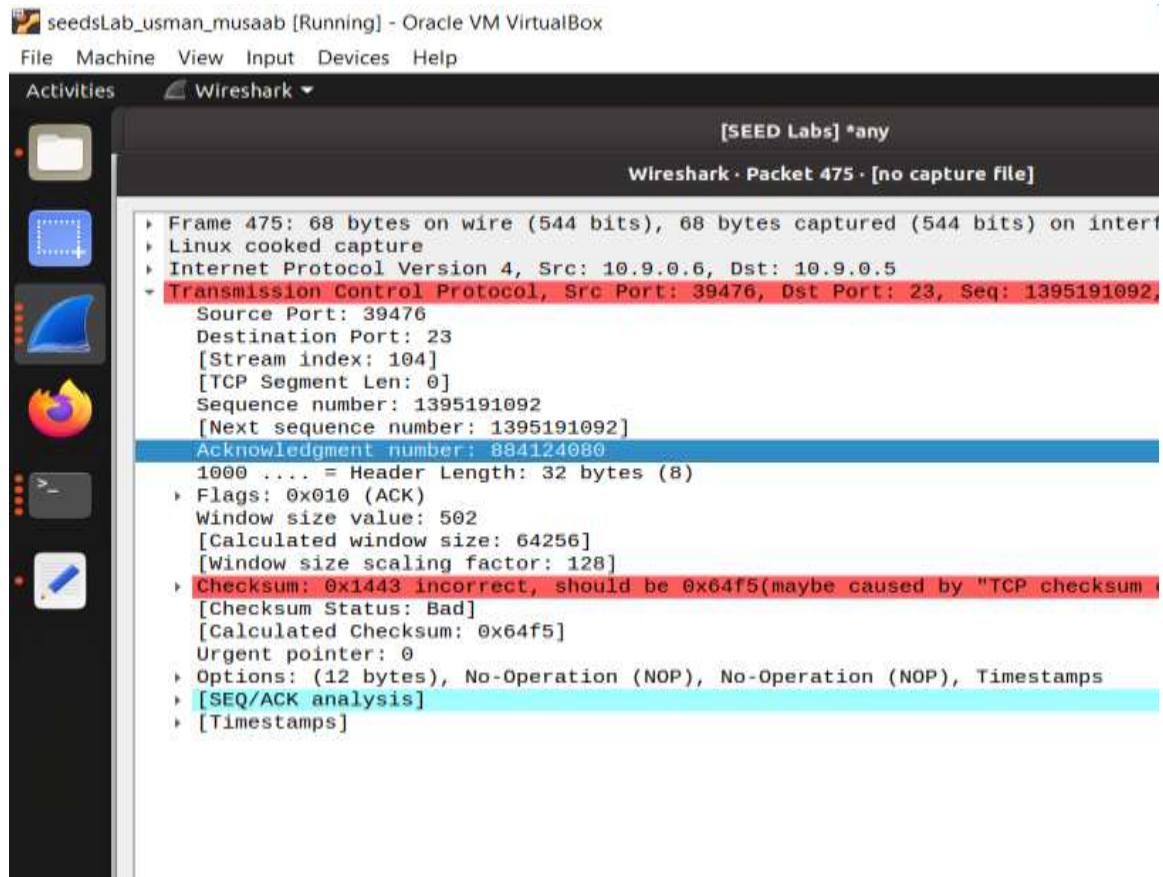 seedsLab_usman_musaab [Running] - Oracle VM VirtualBox
File Machine View Input Devices Help
Activities Wireshark
[SEED Labs] *any
Wireshark · Packet 475 · [no capture file]
Frame 475: 68 bytes on wire (544 bits), 68 bytes captured (544 bits) on interf
Linux cooked capture
Internet Protocol Version 4, Src: 10.9.0.6, Dst: 10.9.0.5
Transmission Control Protocol, Src Port: 39476, Dst Port: 23, Seq: 1395191092,
Source Port: 39476
Destination Port: 23
[Stream index: 104]
[TCP Segment Len: 0]
Sequence number: 1395191092
[Next sequence number: 1395191092]
Acknowledgment number: 884124080
1000 .... = Header Length: 32 bytes (8)
Flags: 0x010 (ACK)
Window size value: 502
[Calculated window size: 64256]
[Window size scaling factor: 128]
Checksum: 0x1443 incorrect, should be 0x64f5(maybe caused by "TCP checksum
[Checksum Status: Bad]
[Calculated Checksum: 0x64f5]
Urgent pointer: 0
Options: (12 bytes), No-Operation (NOP), No-Operation (NOP), Timestamps
[SEQ/ACK analysis]
[Timestamps]